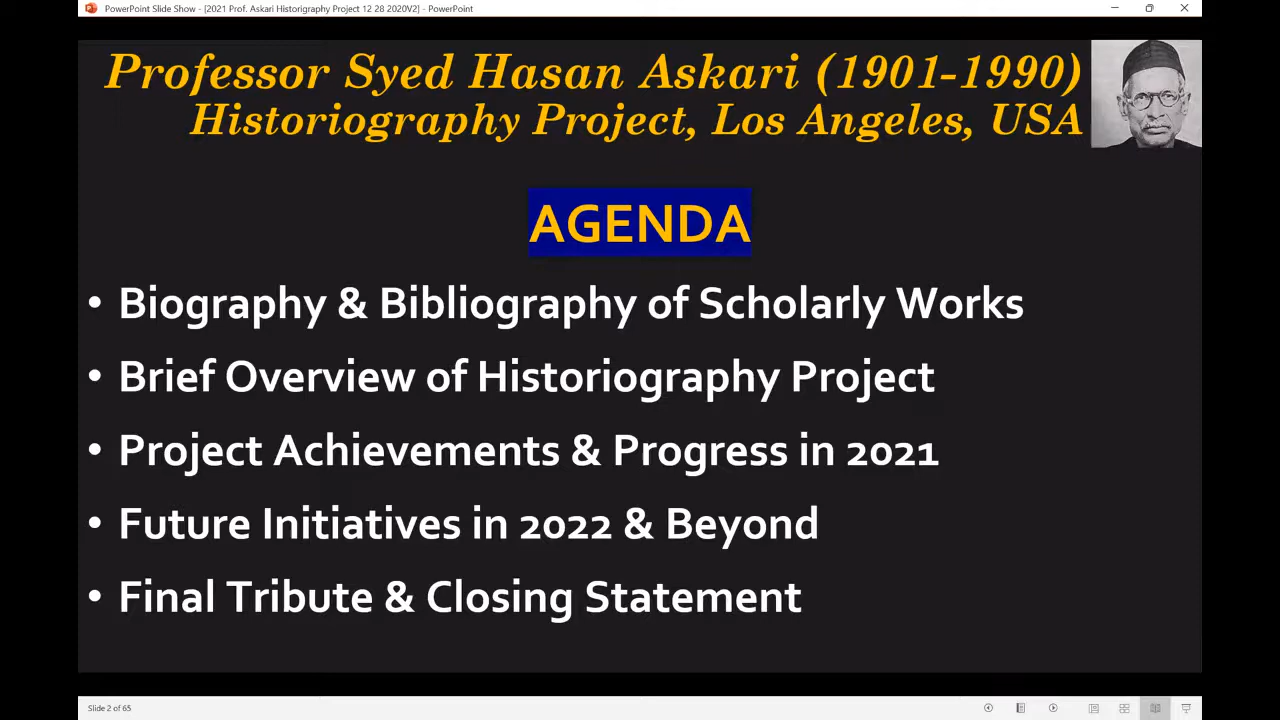 PowerPoint Slide Show - [2021 Prof. Askari Historigraphy Project 12 28 2020V2] - PowerPoint
Professor Syed Hasan Askari (1901-1990)
Historiography Project, Los Angeles, USA
AGENDA
• Biography & Bibliography of Scholarly Works
• Brief Overview of Historiography Project
• Project Achievements & Progress in 2021
• Future Initiatives in 2022 & Beyond
• Final Tribute & Closing Statement
Slide 2 of 65